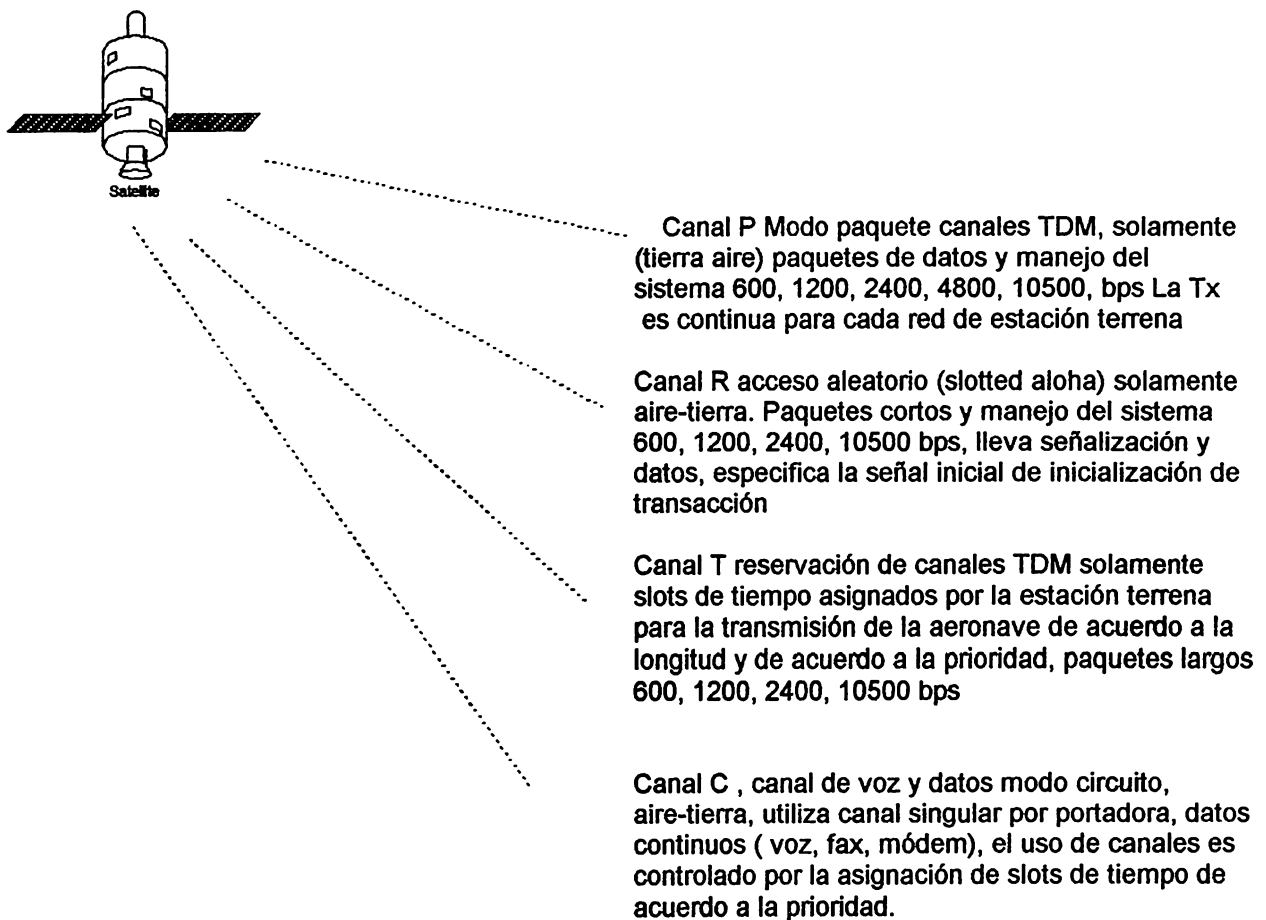 Satelite
Canal P Modo paquete canales TDM, solamente
(tierra aire) paquetes de datos y manejo del
sistema 600, 1200, 2400, 4800, 10500, bps La Tx
es continua para cada red de estación terrena
Canal R acceso aleatorio (slotted aloha) solamente
aire-tierra. Paquetes cortos y manejo del sistema
600, 1200, 2400, 10500 bps, lleva señalización y
datos, especifica la señal inicial de inicialización de
transacción
Canal T reservación de canales TDM solamente
slots de tiempo asignados por la estación terrena
para la transmisión de la aeronave de acuerdo a la
longitud y de acuerdo a la prioridad, paquetes largos
600, 1200, 2400, 10500 bps
Canal C , canal de voz y datos modo circuito,
aire-tierra, utiliza canal singular por portadora, datos
continuos ( voz, fax, módem), el uso de canales es
controlado por la asignación de slots de tiempo de
acuerdo a la prioridad.